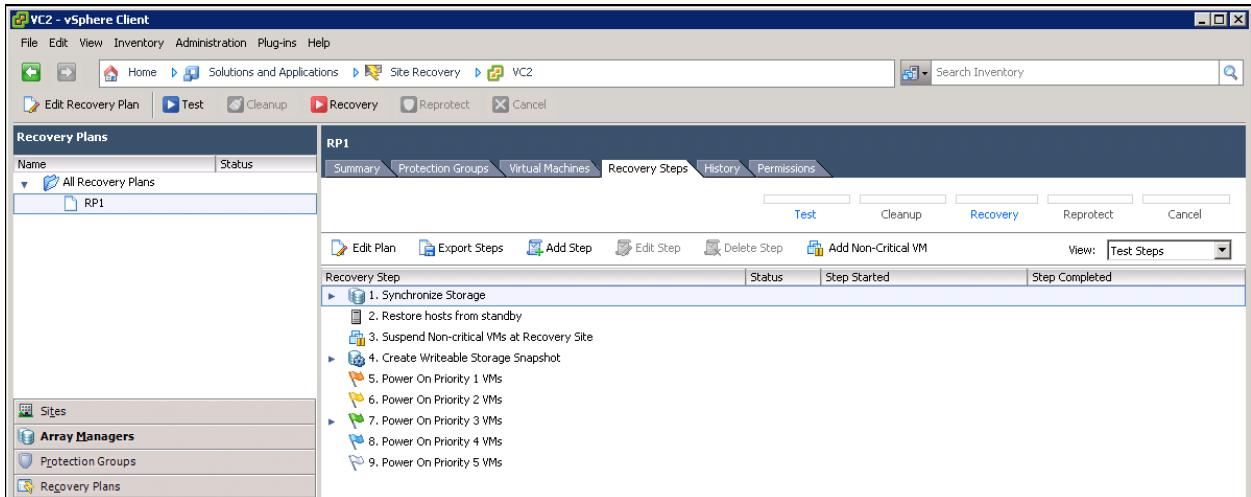 VC2 - vSphere Client
File Edit View Inventory Administration Plug-ins Help
Home Solutions and Applications Site Recovery VC2 Search Inventory
Edit Recovery Plan Test Cleanup Recovery Reprotect Cancel
Recovery Plans
Name Status
All Recovery Plans
RP1
Sites
Array Managers
Protection Groups
Recovery Plans
RP1
Summary Protection Groups Virtual Machines Recovery Steps History Permissions
Test Cleanup Recovery Reprotect Cancel
Edit Plan Export Steps Add Step Edit Step Delete Step Add Non-Critical VM View: Test Steps
Recovery Step Status Step Started Step Completed
1. Synchronize Storage
2. Restore hosts from standby
3. Suspend Non-critical VMs at Recovery Site
4. Create Writeable Storage Snapshot
5. Power On Priority 1 VMs
6. Power On Priority 2 VMs
7. Power On Priority 3 VMs
8. Power On Priority 4 VMs
9. Power On Priority 5 VMs